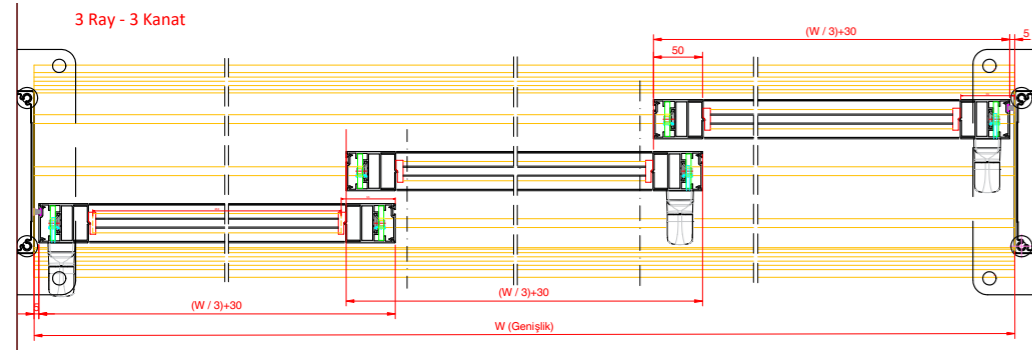 3 Ray - 3 Kanat
(W / 3)+30
5
50
(W / 3)+30
5
(W / 3)+30
W (Genişlik)